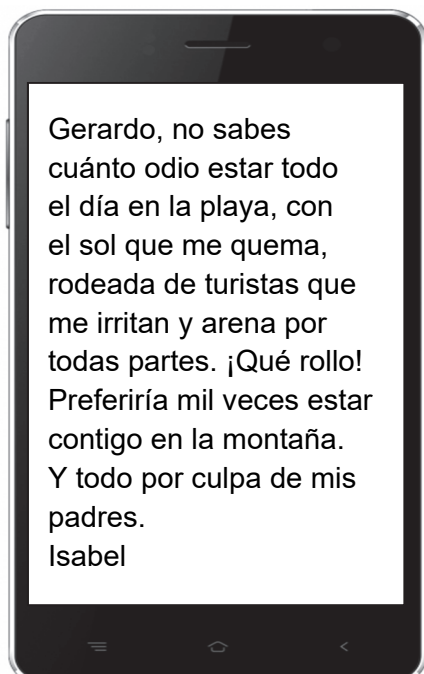 Gerardo, no sabes
cuánto odio estar todo
el día en la playa, con
el sol que me quema,
rodeada de turistas que
me irritan y arena por
todas partes. ¡Qué rollo!
Preferiría mil veces estar
contigo en la montaña.
Y todo por culpa de mis
padres.
Isabel